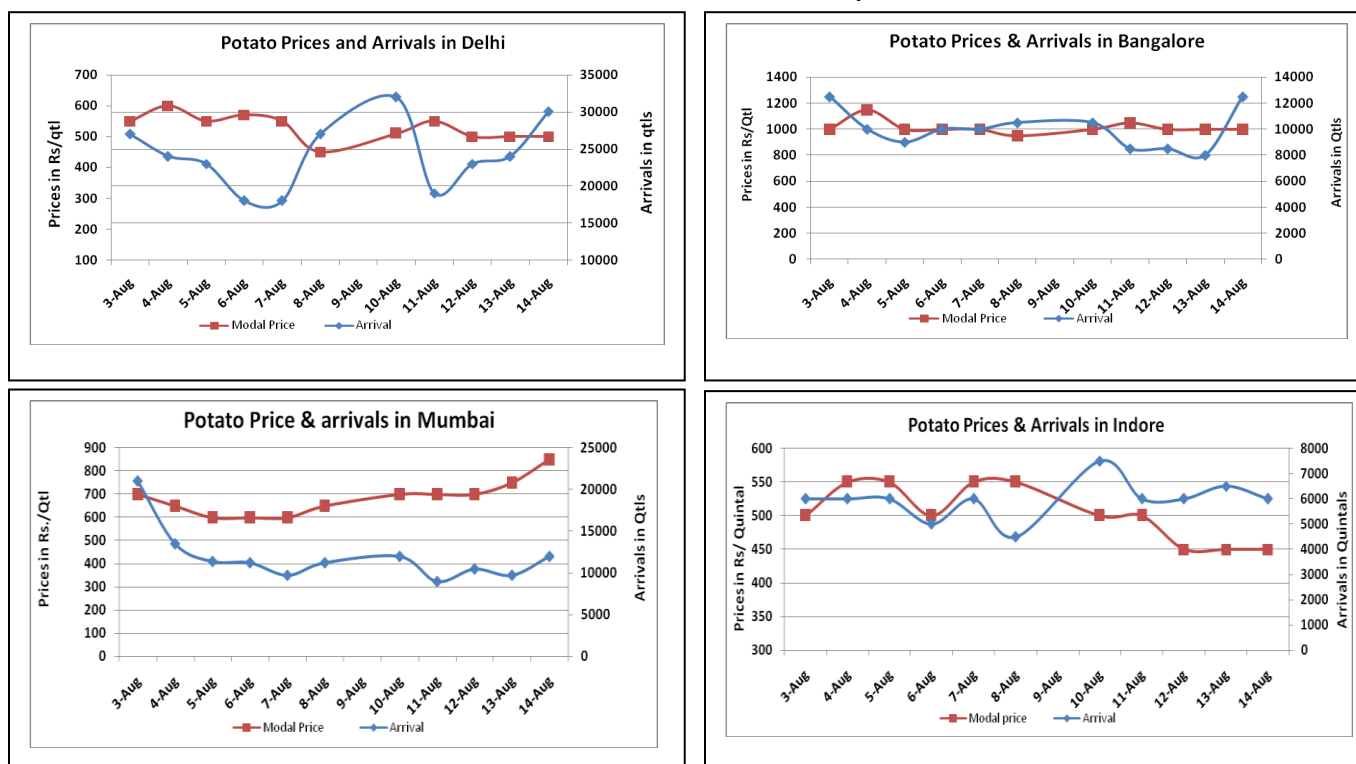 Potato Prices and Arrivals in Delhi
700
600
500
400
300
200
100
35000
30000
25000
20000
15000
10000
Prices in Rs/qtl
Arrivals in qtls
3-Aug
4-Aug
5-Aug
6-Aug
7-Aug
8-Aug
9-Aug
10-Aug
11-Aug
12-Aug
13-Aug
14-Aug
Modal Price
Arrival
Potato Prices & Arrivals in Bangalore
1400
1200
1000
800
600
400
200
0
14000
12000
10000
8000
6000
4000
2000
0
Prices in Rs/Qtl
Arrivals in Qtls
3-Aug
4-Aug
5-Aug
6-Aug
7-Aug
8-Aug
9-Aug
10-Aug
11-Aug
12-Aug
13-Aug
14-Aug
Modal Price
Arrival
Potato Price & arrivals in Mumbai
900
800
700
600
500
400
300
200
100
0
25000
20000
15000
10000
5000
0
Prices in Rs./Qtl
Arrivals in Qtls
3-Aug
4-Aug
5-Aug
6-Aug
7-Aug
8-Aug
9-Aug
10-Aug
11-Aug
12-Aug
13-Aug
14-Aug
Modal Price
Arrival
Potato Prices & Arrivals in Indore
600
550
500
450
400
350
300
8000
7000
6000
5000
4000
3000
2000
1000
0
Prices in Rs/ Quintal
Arrivals in Quintals
3-Aug
4-Aug
5-Aug
6-Aug
7-Aug
8-Aug
10-Aug
11-Aug
12-Aug
13-Aug
14-Aug
Modal price
Arrival